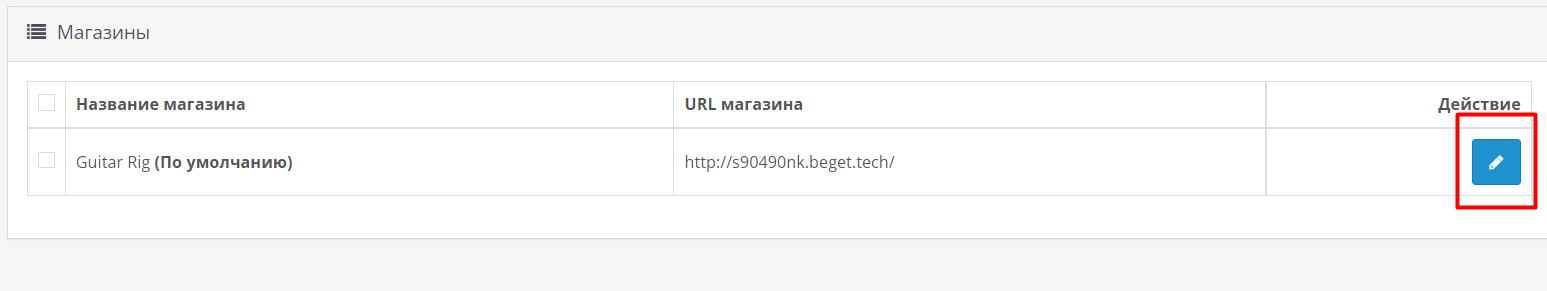 Магазины
Название магазина URL магазина Действие
Guitar Rig (По умолчанию) http://s90490nk.beget.tech/